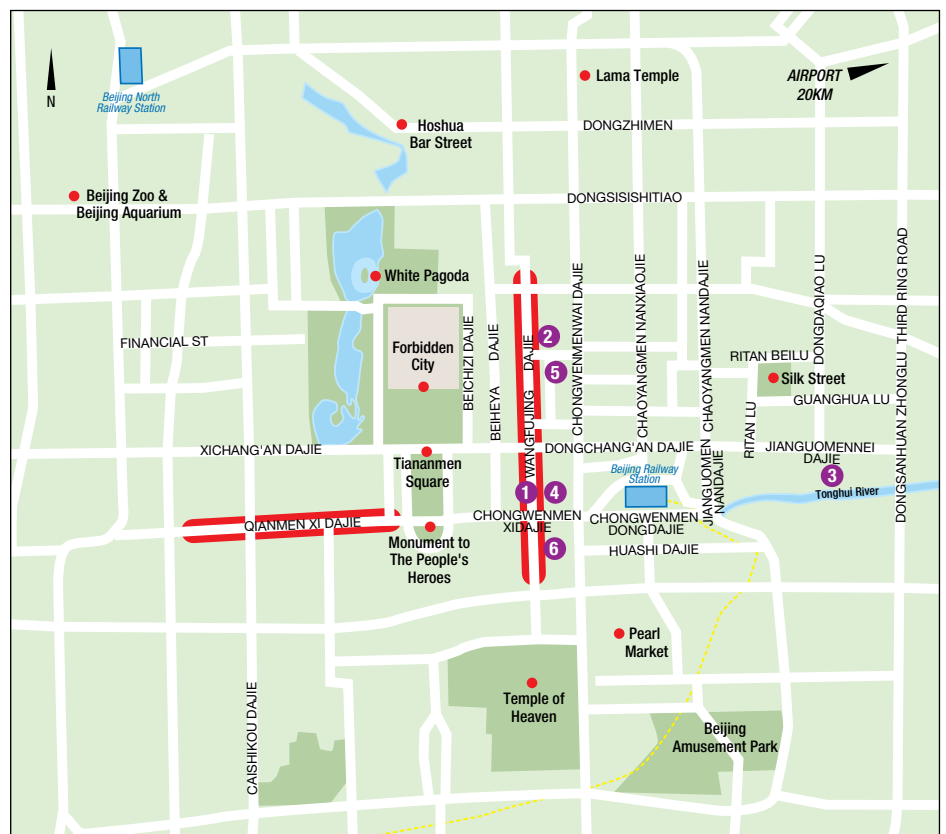 N
Beijing North
Railway Station
Lama Temple
AIRPORT
20KM
Hoshua
Bar Street
DONGZHIMEN
Beijing Zoo &
Beijing Aquarium
DONGSISISHITIAO
White Pagoda
FINANCIAL ST
Forbidden
City
BEICHIZI DAJIE
BEIHEYA DAJIE
WANGFUJING DAJIE
2
5
CHONGWENMENWAI DAJIE
CHAOYANGMEN NANXIAOJIE
CHAOYANGMEN NANDAJIE
DONGDAQIAO LU
DONGSANHUAN ZHONGLU THIRD RING ROAD
RITAN BEILU
Silk Street
GUANGHUA LU
RITAN LU
XICHANG'AN DAJIE
DONGCHANG'AN DAJIE
JIANGUOMENNEI
DAJIE
Tiananmen
Square
Beijing Railway
Station
JIANGUOMEN
NANDAJIE
3
Tonghui River
1
4
QIANMEN XI DAJIE
CHONGWENMEN
XIDAJIE
CHONGWENMEN
DONGDAJIE
HUASHI DAJIE
6
Monument to
The People's
Heroes
Pearl
Market
Temple of
Heaven
CAISHIKOU DAJIE
Beijing
Amusement Park